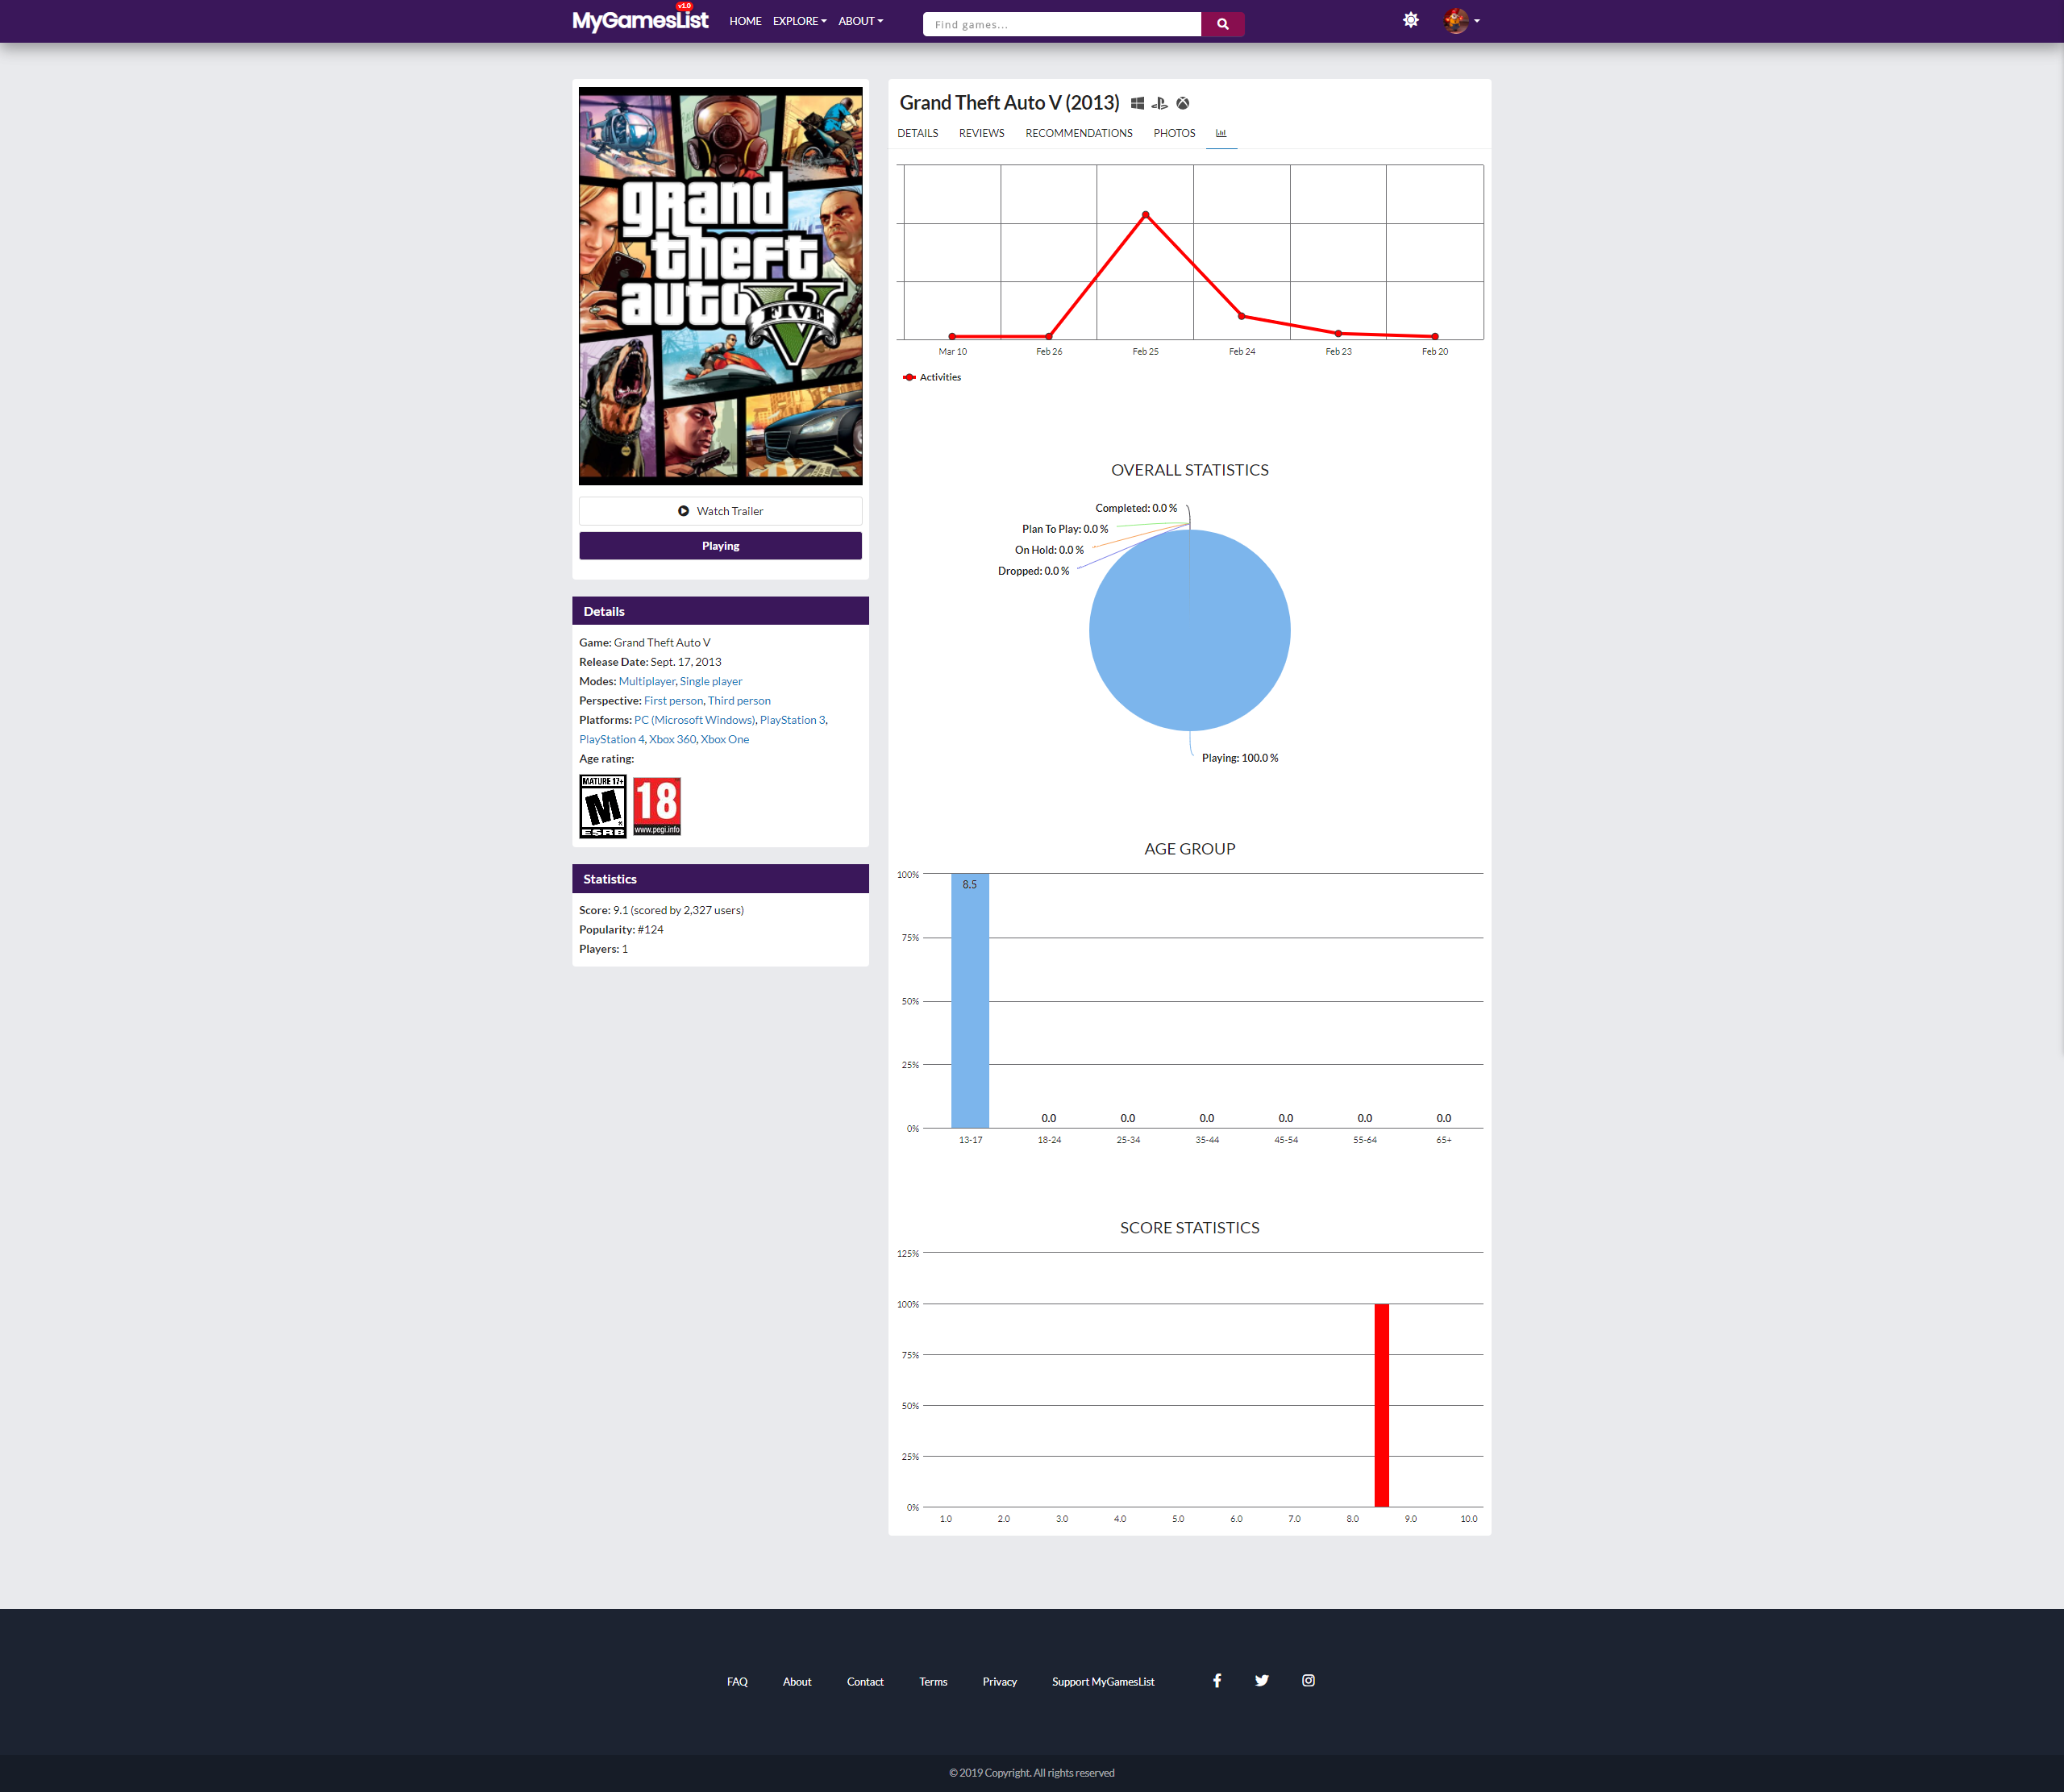 MyGamesList
v1.0
HOME
EXPLORE
ABOUT
Find games...
grand
theft
auto
FIVE
Watch Trailer
Playing
Details
Game: Grand Theft Auto V
Release Date: Sept. 17, 2013
Modes: Multiplayer, Single player
Perspective: First person, Third person
Platforms: PC (Microsoft Windows), PlayStation 3,
PlayStation 4, Xbox 360, Xbox One
Age rating:
MATURE 17+
M
ESRB
18
www.pegi.info
Statistics
Score: 9.1 (scored by 2,327 users)
Popularity: #124
Players: 1
Grand Theft Auto V (2013)
DETAILS
REVIEWS
RECOMMENDATIONS
PHOTOS
Mar 10
Feb 26
Feb 25
Feb 24
Feb 23
Feb 20
Activities
OVERALL STATISTICS
Completed: 0.0 %
Plan To Play: 0.0 %
On Hold: 0.0 %
Dropped: 0.0 %
Playing: 100.0 %
AGE GROUP
100%
75%
50%
25%
0%
8.5
0.0
0.0
0.0
0.0
0.0
0.0
13-17
18-24
25-34
35-44
45-54
55-64
65+
SCORE STATISTICS
125%
100%
75%
50%
25%
0%
1.0
2.0
3.0
4.0
5.0
6.0
7.0
8.0
9.0
10.0
FAQ
About
Contact
Terms
Privacy
Support MyGamesList
© 2019 Copyright. All rights reserved